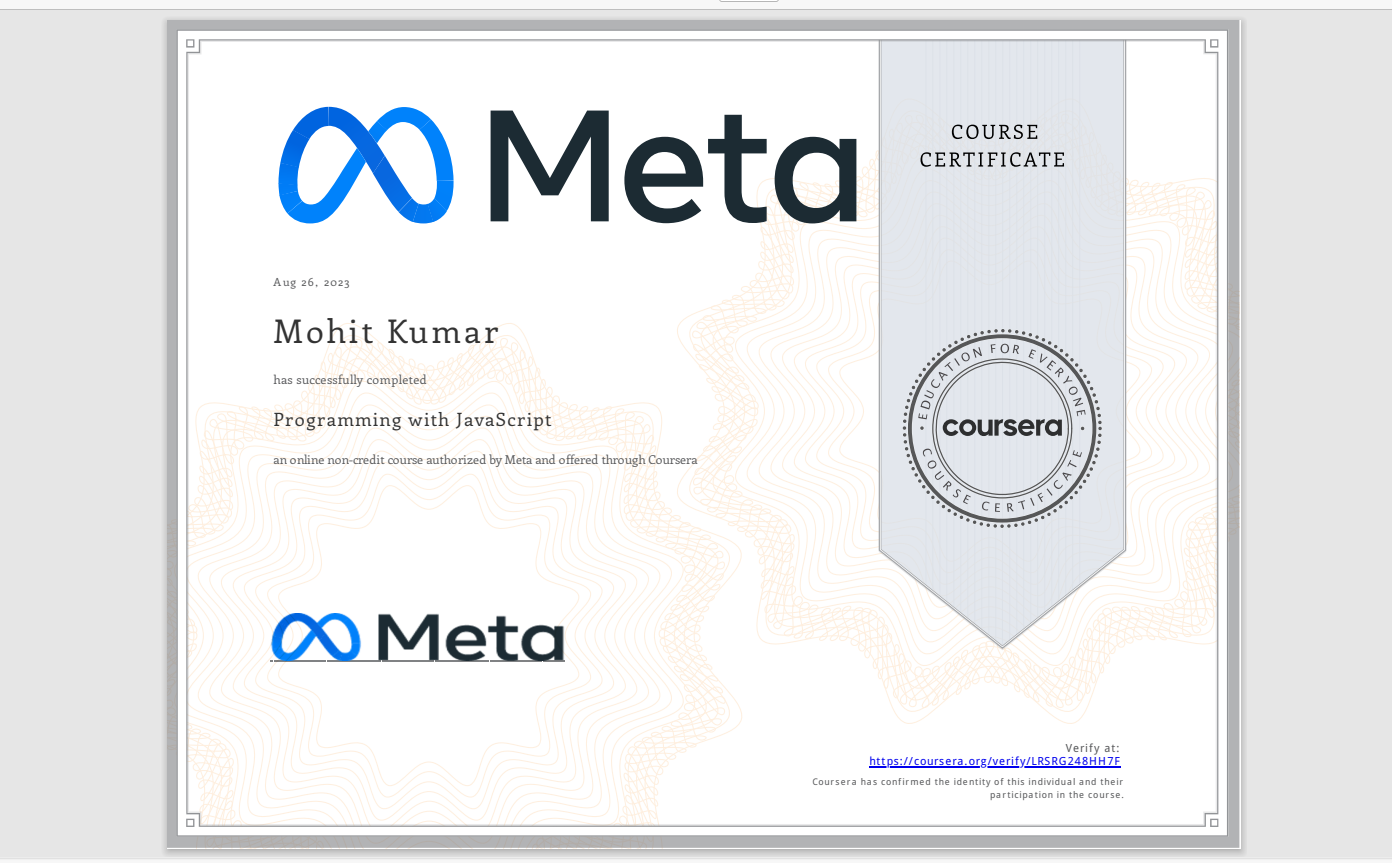 Meta
COURSE
CERTIFICATE
Aug 26, 2023
Mohit Kumar
has successfully completed
Programming with JavaScript
an online non-credit course authorized by Meta and offered through Coursera
EDUCATION FOR EVERYONE
coursera
COURSE CERTIFICATE
Meta
Verify at:
https://coursera.org/verify/LRSRG248HH7F
Coursera has confirmed the identity of this individual and their
participation in the course.